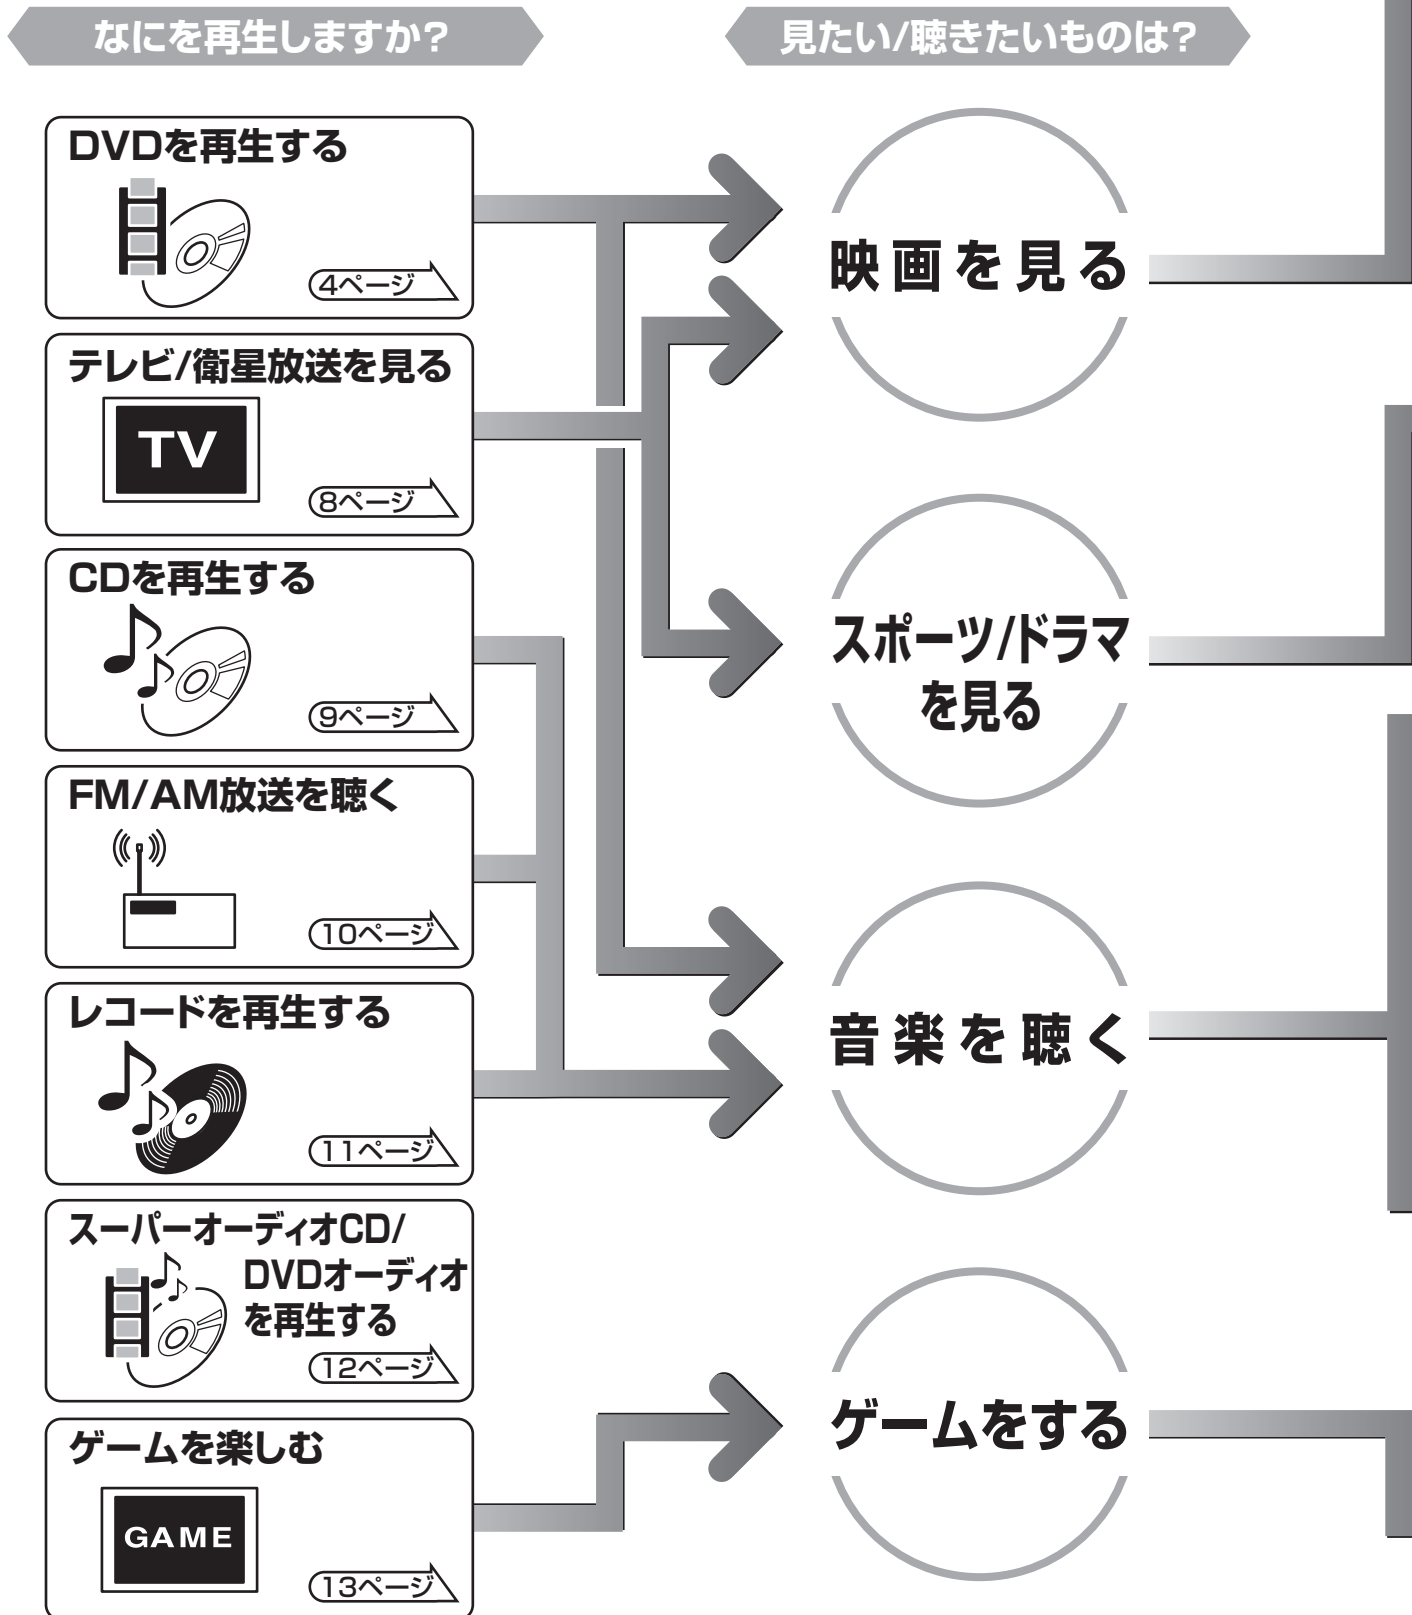 なにを再生しますか？
見たい/聴きたいものは？
DVDを再生する
4ページ
テレビ/衛星放送を見る
TV
8ページ
CDを再生する
9ページ
FM/AM放送を聴く
10ページ
レコードを再生する
11ページ
スーパーオーディオCD/
DVDオーディオ
を再生する
12ページ
ゲームを楽しむ
GAME
13ページ
映画を見る
スポーツ/ドラマ
を見る
音楽を聴く
ゲームをする